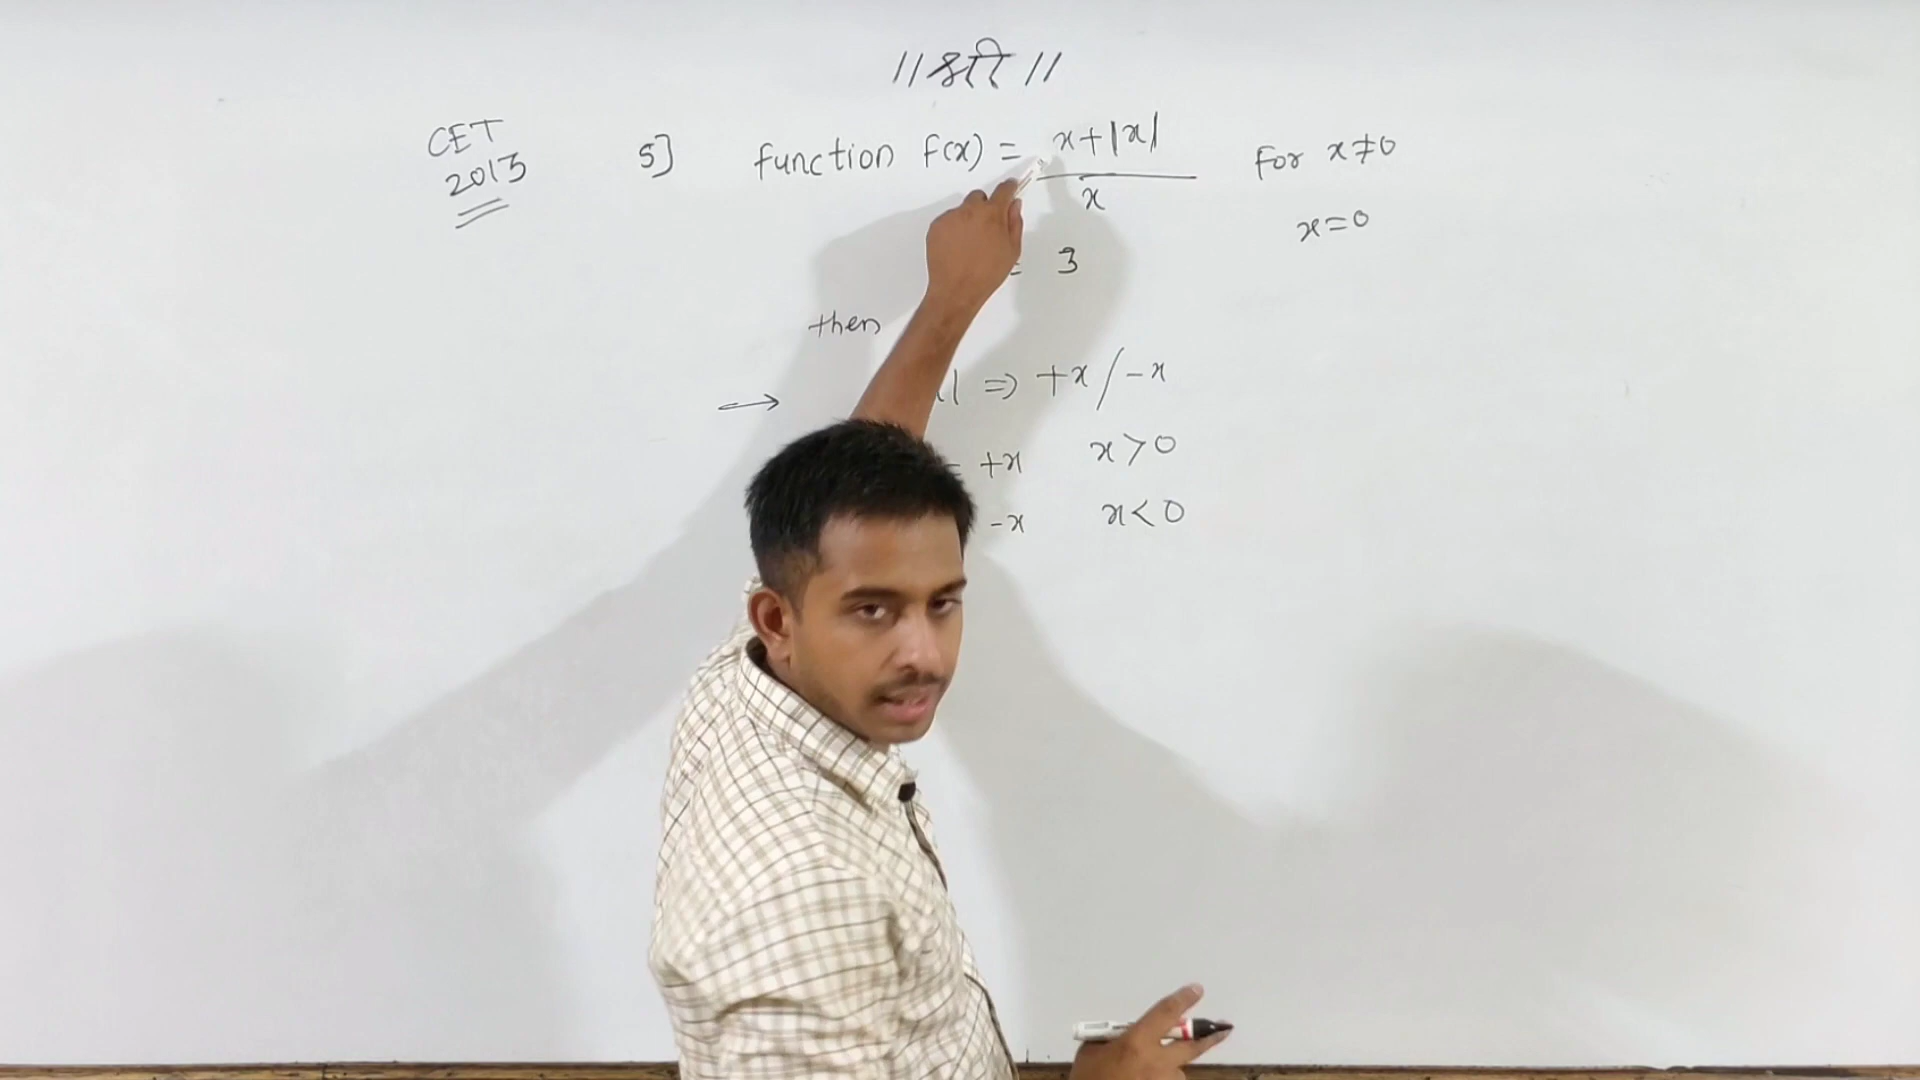 ॥ श्री ॥
CET 2013
5] function f(x) = x+|x| / x for x≠0
= 3 x=0
then
→ | ⇒ +x / -x
= +x x>0
-x x<0